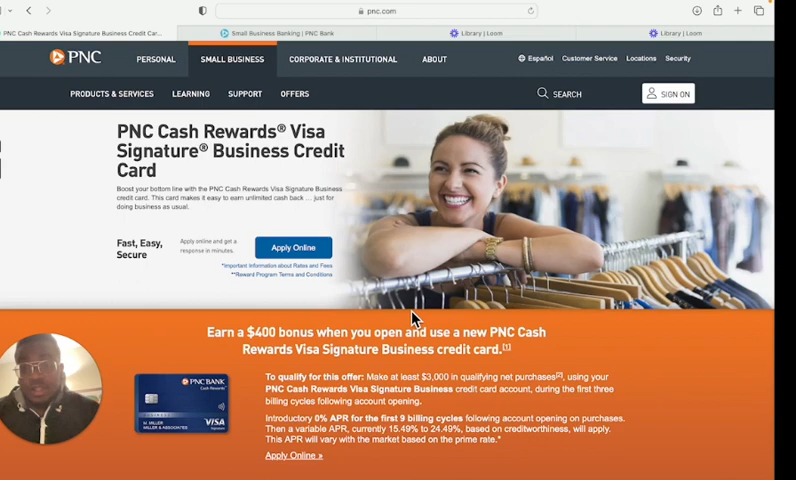 pnc.com
PNC Cash Rewards Visa Signature Business Credit Car...
Small Business Banking | PNC Bank
Library | Loom
Library | Loom
PNC
PERSONAL
SMALL BUSINESS
CORPORATE & INSTITUTIONAL
ABOUT
Español
Customer Service
Locations
Security
PRODUCTS & SERVICES
LEARNING
SUPPORT
OFFERS
SEARCH
SIGN ON
PNC Cash Rewards® Visa
Signature® Business Credit
Card
Boost your bottom line with the PNC Cash Rewards Visa Signature Business
credit card. This card makes it easy to earn unlimited cash back … just for
doing business as usual.
Fast, Easy,
Secure
Apply online and get a
response in minutes.
Apply Online
*Important Information about Rates and Fees
**Reward Program Terms and Conditions
Earn a $400 bonus when you open and use a new PNC Cash
Rewards Visa Signature Business credit card.[1]
PNC BANK
Cash Rewards
M. MILLER
MILLER & ASSOCIATES
VISA
Signature
To qualify for this offer: Make at least $3,000 in qualifying net purchases[2], using your
PNC Cash Rewards Visa Signature Business credit card account, during the first three
billing cycles following account opening.
Introductory 0% APR for the first 9 billing cycles following account opening on purchases.
Then a variable APR, currently 15.49% to 24.49%, based on creditworthiness, will apply.
This APR will vary with the market based on the prime rate.*
Apply Online »